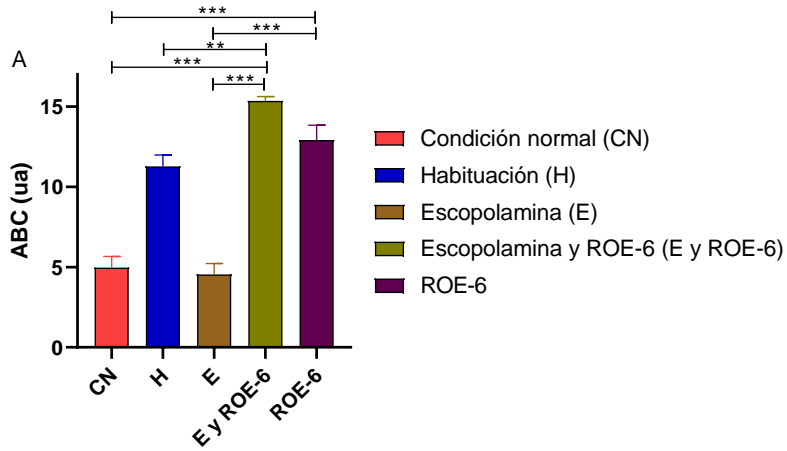 A
***
***
**
***
***
ABC (ua)
15
10
5
0
CN
H
E
E y ROE-6
ROE-6
Condición normal (CN)
Habituación (H)
Escopolamina (E)
Escopolamina y ROE-6 (E y ROE-6)
ROE-6